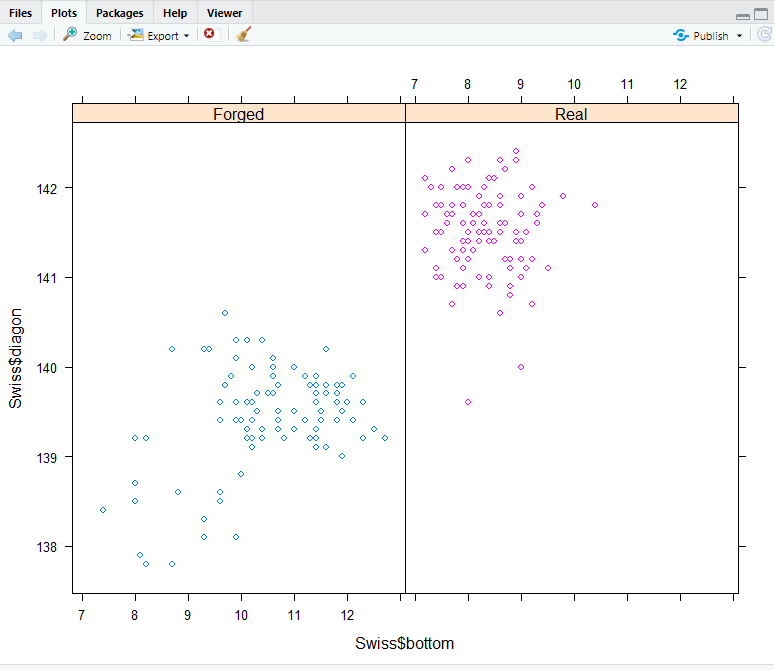 Files Plots Packages Help Viewer
Zoom Export Publish
7 8 9 10 11 12
Forged Real
142
141
140
139
138
Swiss$diagon
7 8 9 10 11 12
Swiss$bottom